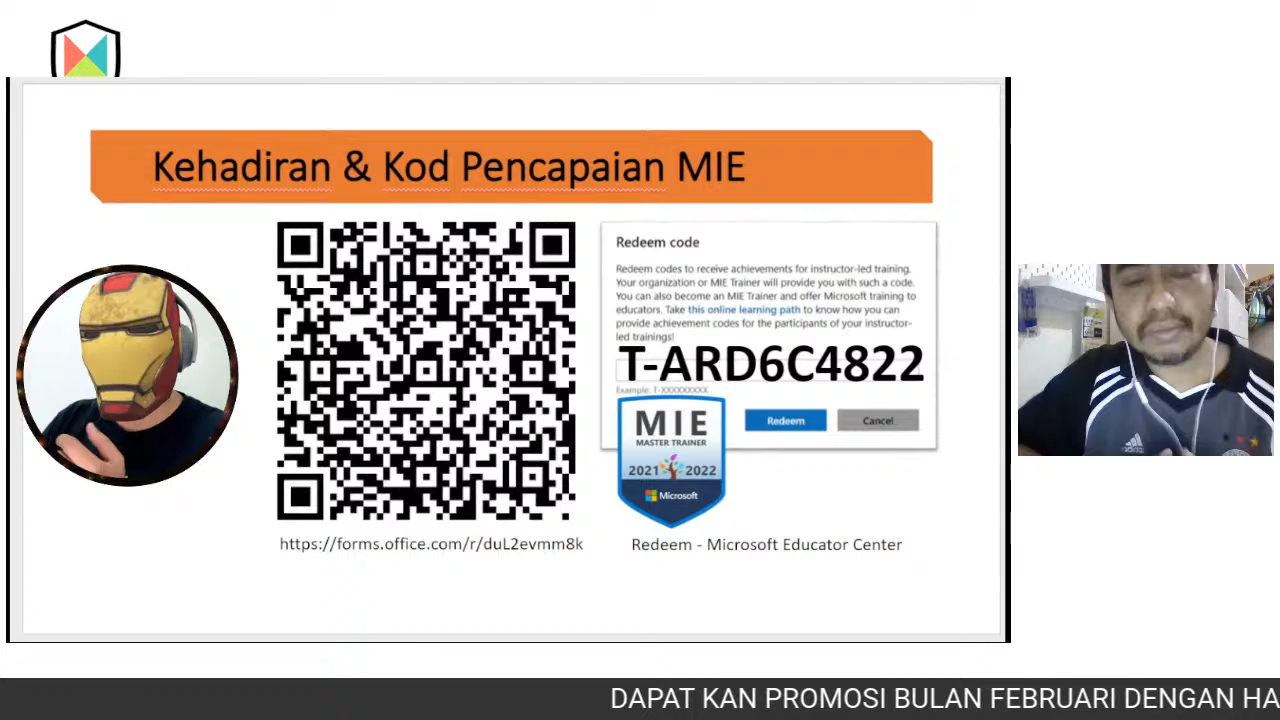 Kehadiran & Kod Pencapaian MIE
Redeem code
Redeem codes to receive achievements for instructor-led training.
Your organization or MIE Trainer will provide you with such a code.
You can also become an MIE Trainer and offer Microsoft training to
educators. Take this online learning path to know how you can
provide achievement codes for the participants of your instructor-
led trainings!
T-ARD6C4822
Example: T-XXXXXXXXX
Redeem
Cancel
MIE
MASTER TRAINER
2021 2022
Microsoft
https://forms.office.com/r/duL2evmm8k
Redeem - Microsoft Educator Center
adidas
DAPAT KAN PROMOSI BULAN FEBRUARI DENGAN HA